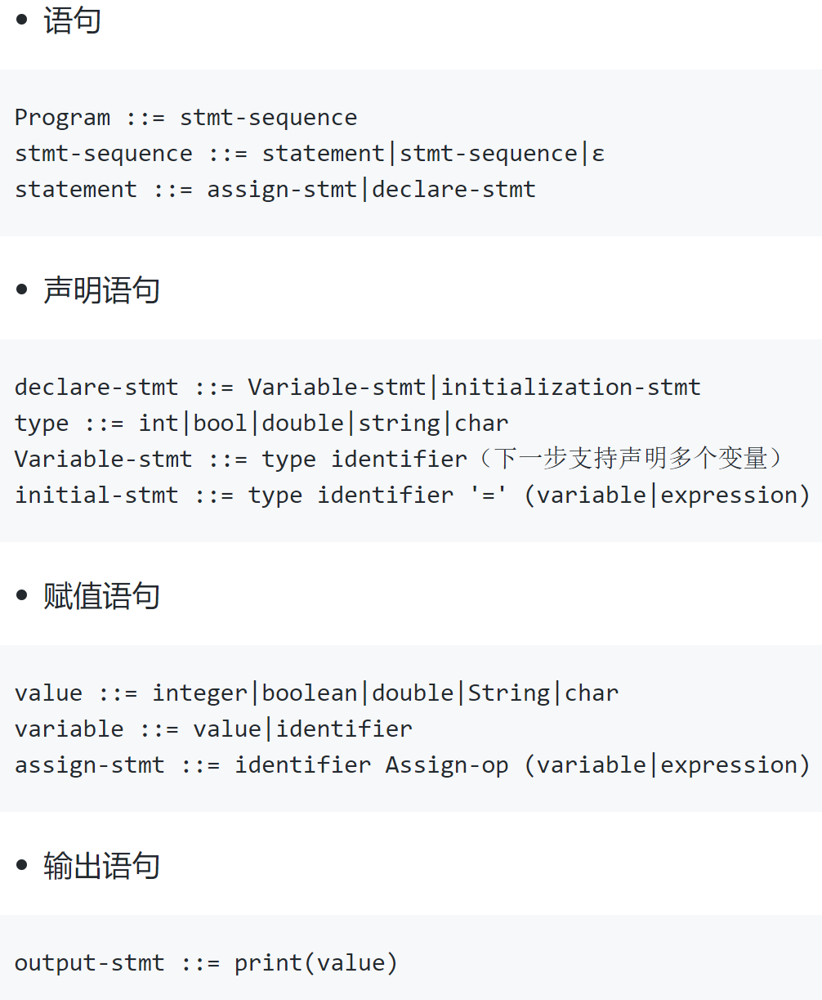 语句
Program ::= stmt-sequence
stmt-sequence ::= statement|stmt-sequence|ε
statement ::= assign-stmt|declare-stmt
声明语句
declare-stmt ::= Variable-stmt|initialization-stmt
type ::= int|bool|double|string|char
Variable-stmt ::= type identifier（下一步支持声明多个变量）
initial-stmt ::= type identifier '=' (variable|expression)
赋值语句
value ::= integer|boolean|double|String|char
variable ::= value|identifier
assign-stmt ::= identifier Assign-op (variable|expression)
输出语句
output-stmt ::= print(value)